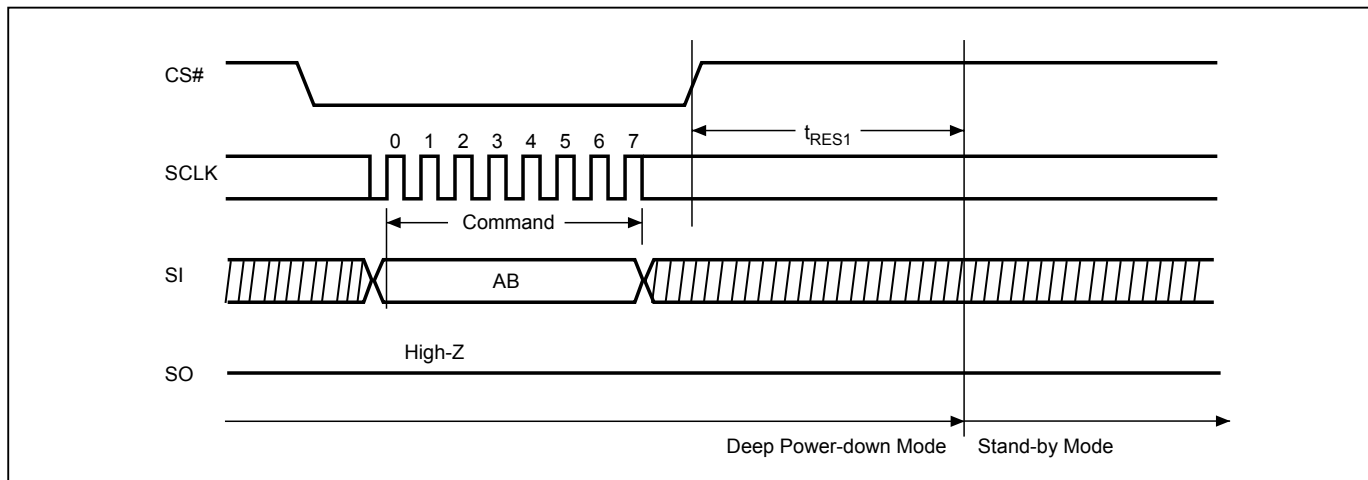 CS#
tRES1
0 1 2 3 4 5 6 7
SCLK
Command
SI
AB
High-Z
SO
Deep Power-down Mode
Stand-by Mode